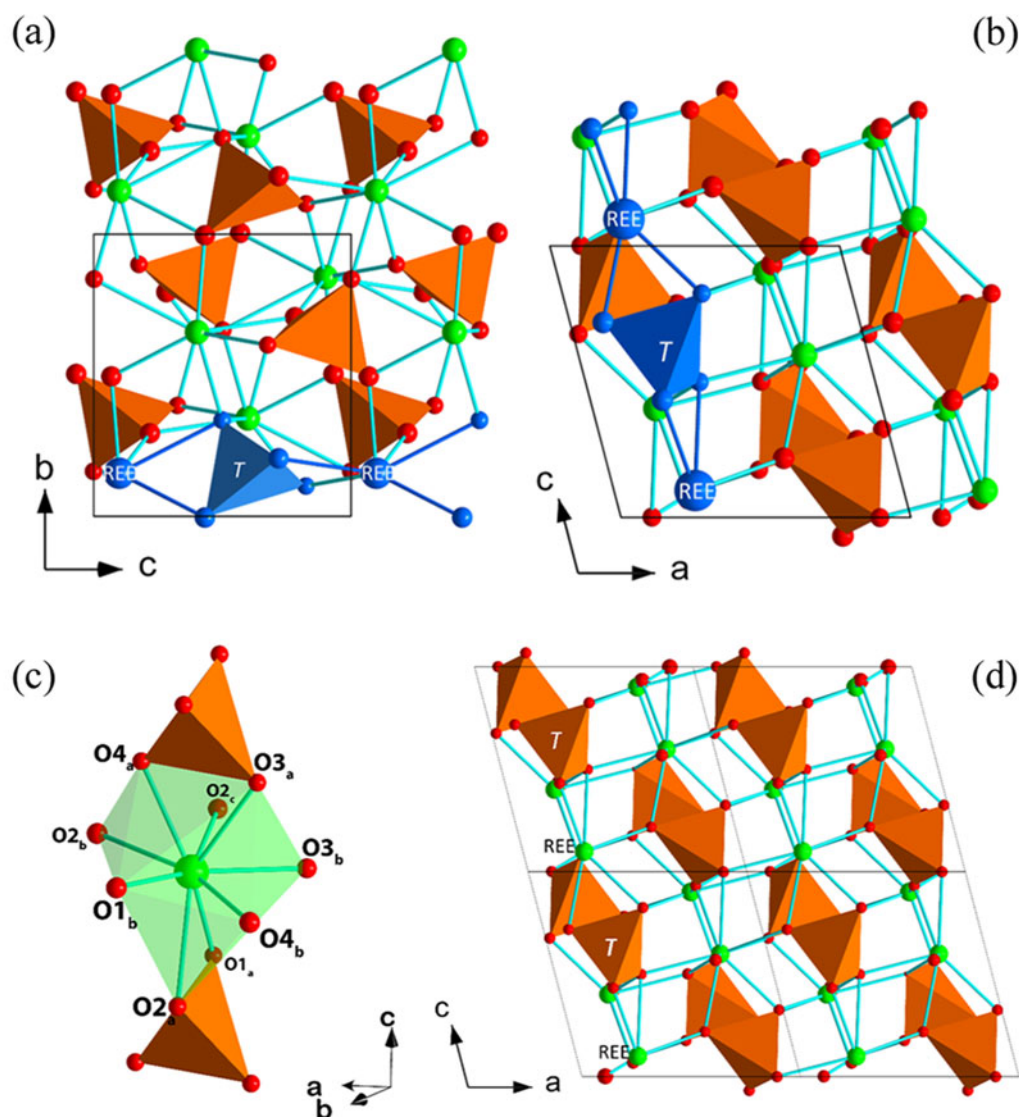 (a)
(b)
REE
REE
T
REE
b
c
T
REE
c
a
(c)
(d)
O4a
O3a
O2c
O2b
O3b
O1b
O4b
O1a
O2a
T
REE
T
REE
c
a
b
c
a